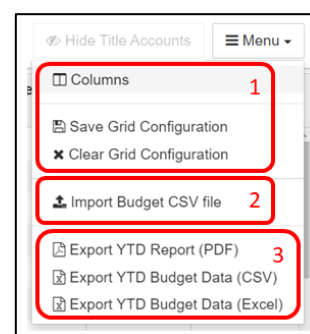 Hide Title Accounts
Menu
Columns
1
Save Grid Configuration
Clear Grid Configuration
Import Budget CSV file
2
Export YTD Report (PDF)
3
Export YTD Budget Data (CSV)
Export YTD Budget Data (Excel)